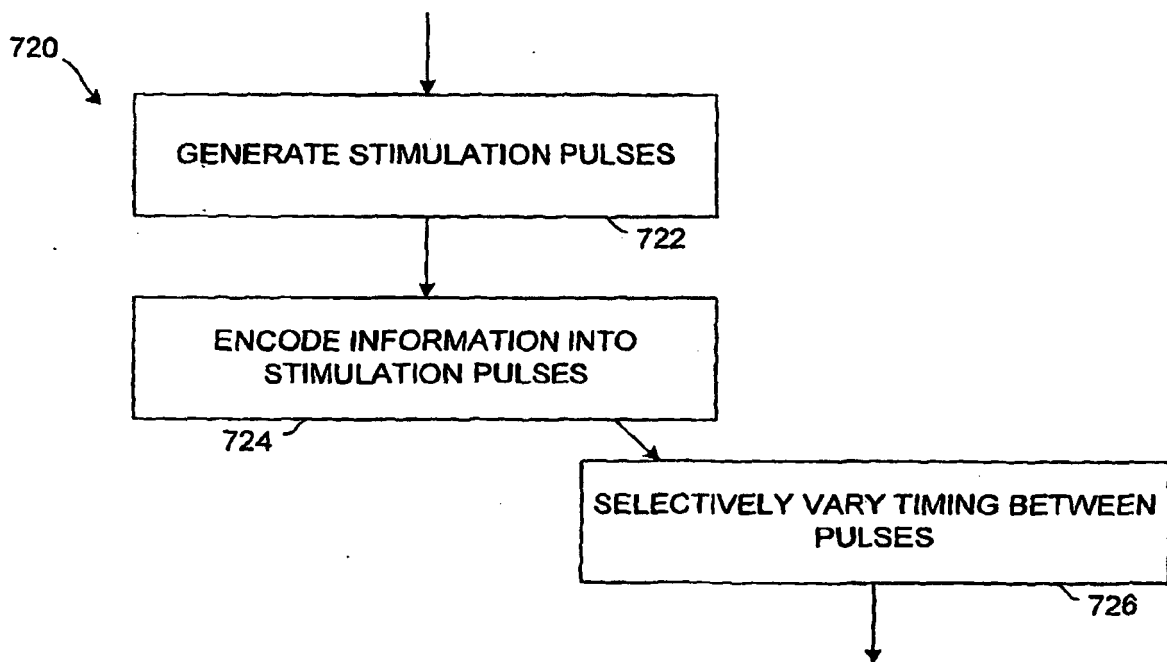 720
GENERATE STIMULATION PULSES
722
ENCODE INFORMATION INTO
STIMULATION PULSES
724
SELECTIVELY VARY TIMING BETWEEN
PULSES
726